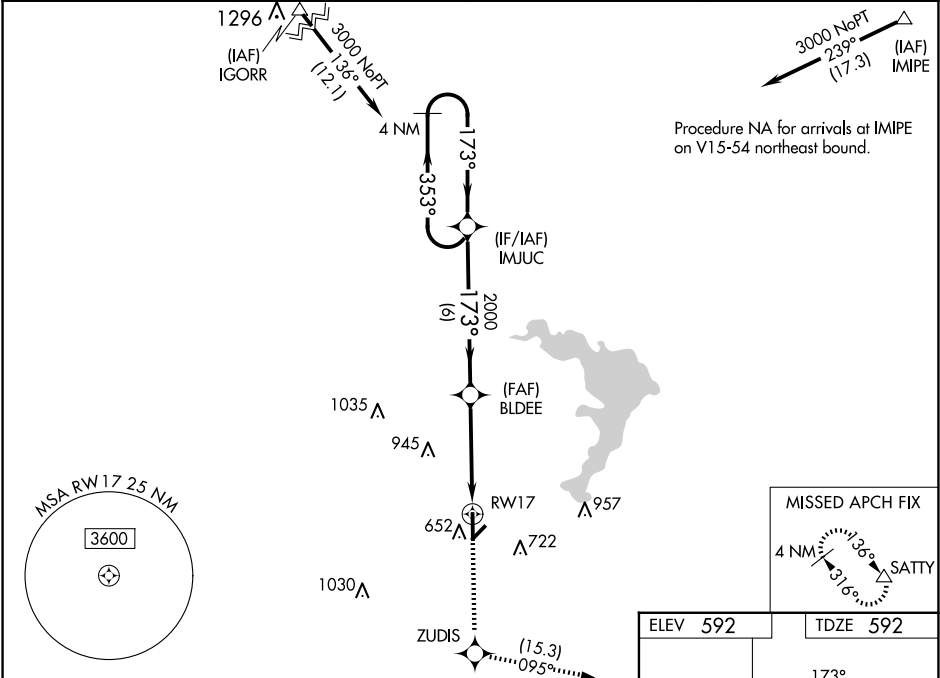 1296
(IAF)
IGORR
3000 NoPT
136°
(12.1)
3000 NoPT
239°
(17.3)
(IAF)
IMIPE
Procedure NA for arrivals at IMIPE
on V15-54 northeast bound.
4 NM
173°
353°
(IF/IAF)
IMJUC
2000
173°
(6)
(FAF)
BLDEE
1035
945
MSA RW17 25 NM
3600
RW17
957
652
722
1030
MISSED APCH FIX
4 NM
136°
316°
SATTY
ZUDIS
(15.3)
095°
ELEV 592
TDZE 592
173°